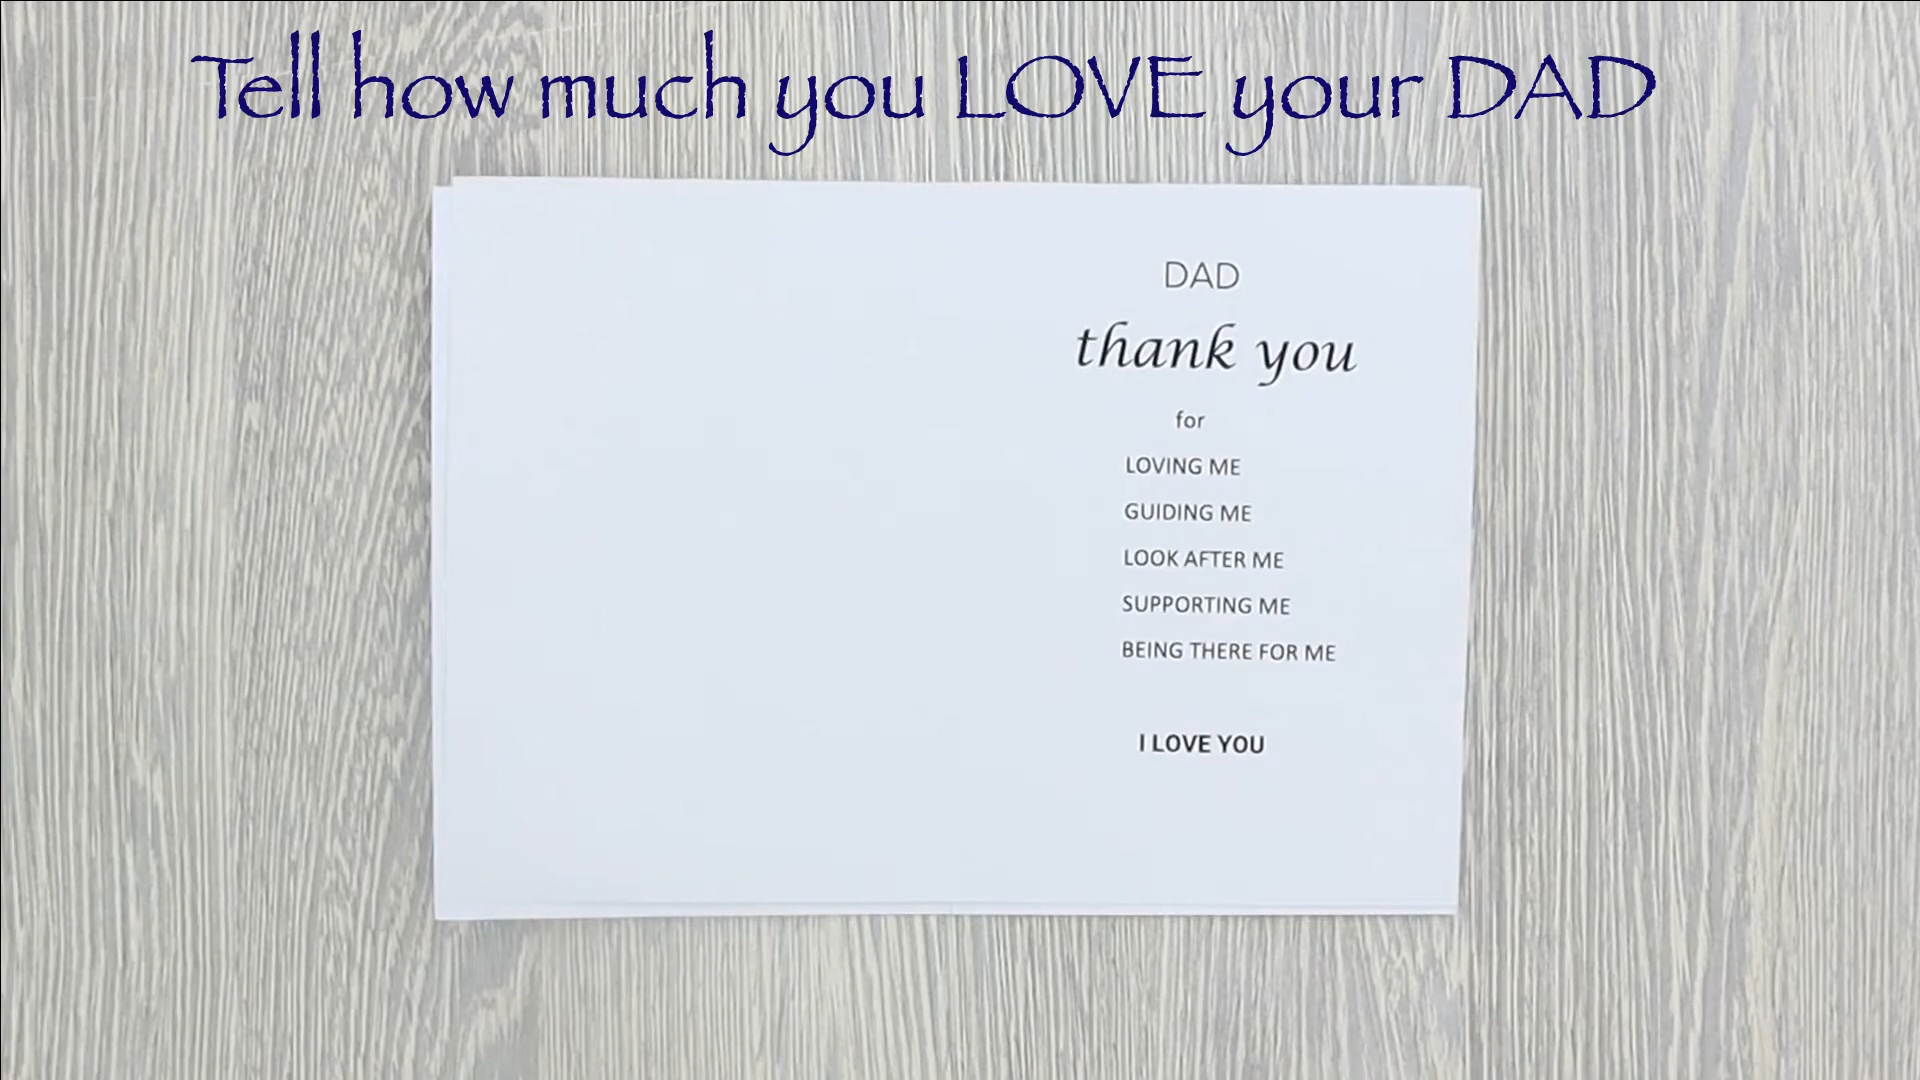 Tell how much you LOVE your DAD
DAD
thank you
for
LOVING ME
GUIDING ME
LOOK AFTER ME
SUPPORTING ME
BEING THERE FOR ME
I LOVE YOU